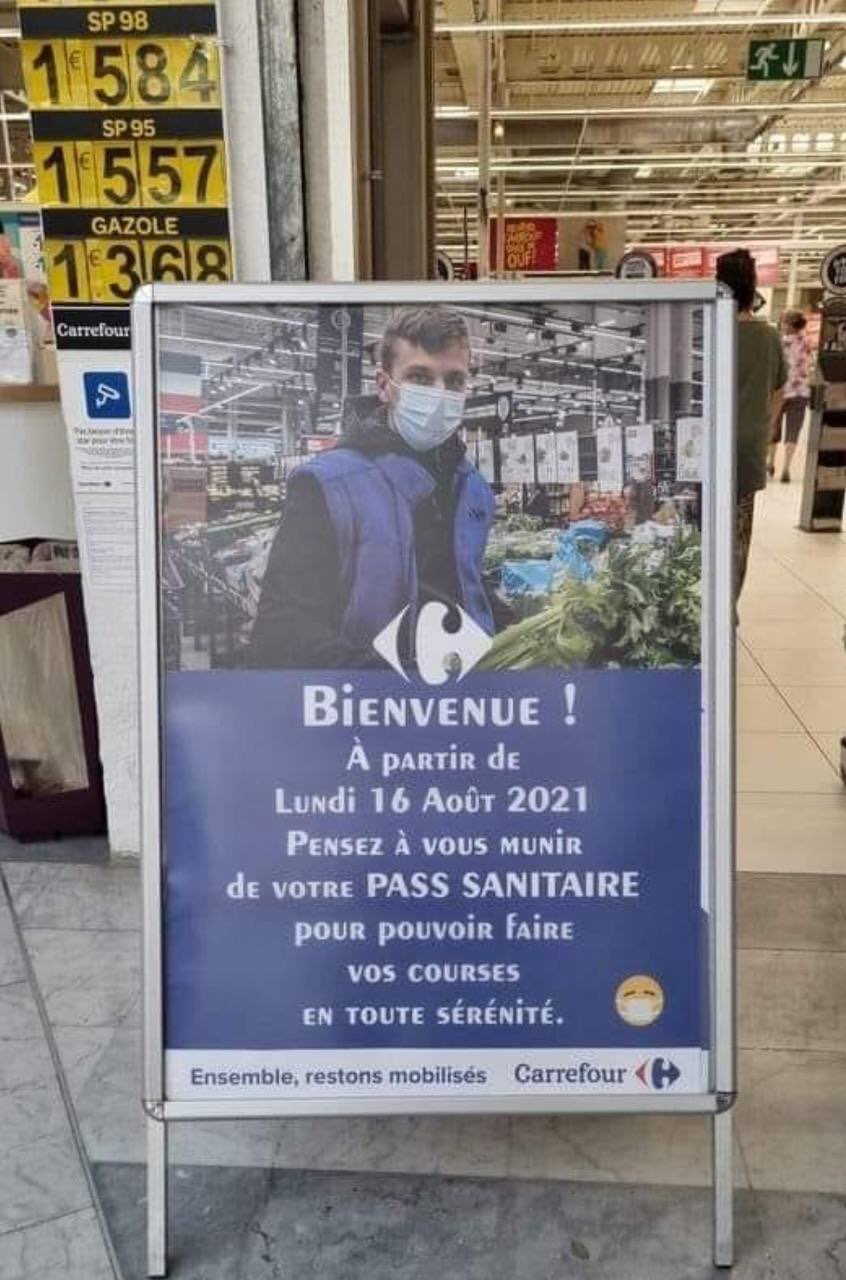 SP 98
1€584
SP 95
1€557
GAZOLE
1€368
Carrefour
OUF!
BiENVENUE !
À PARTIR DE
LUNdi 16 AOÛT 2021
PENSEZ À VOUS MUNIR
dE VOTRE PASS SANITAIRE
POUR POUVOIR fAIRE
VOS COURSES
EN TOUTE SÉRÉNiTÉ.
Ensemble, restons mobilisés Carrefour